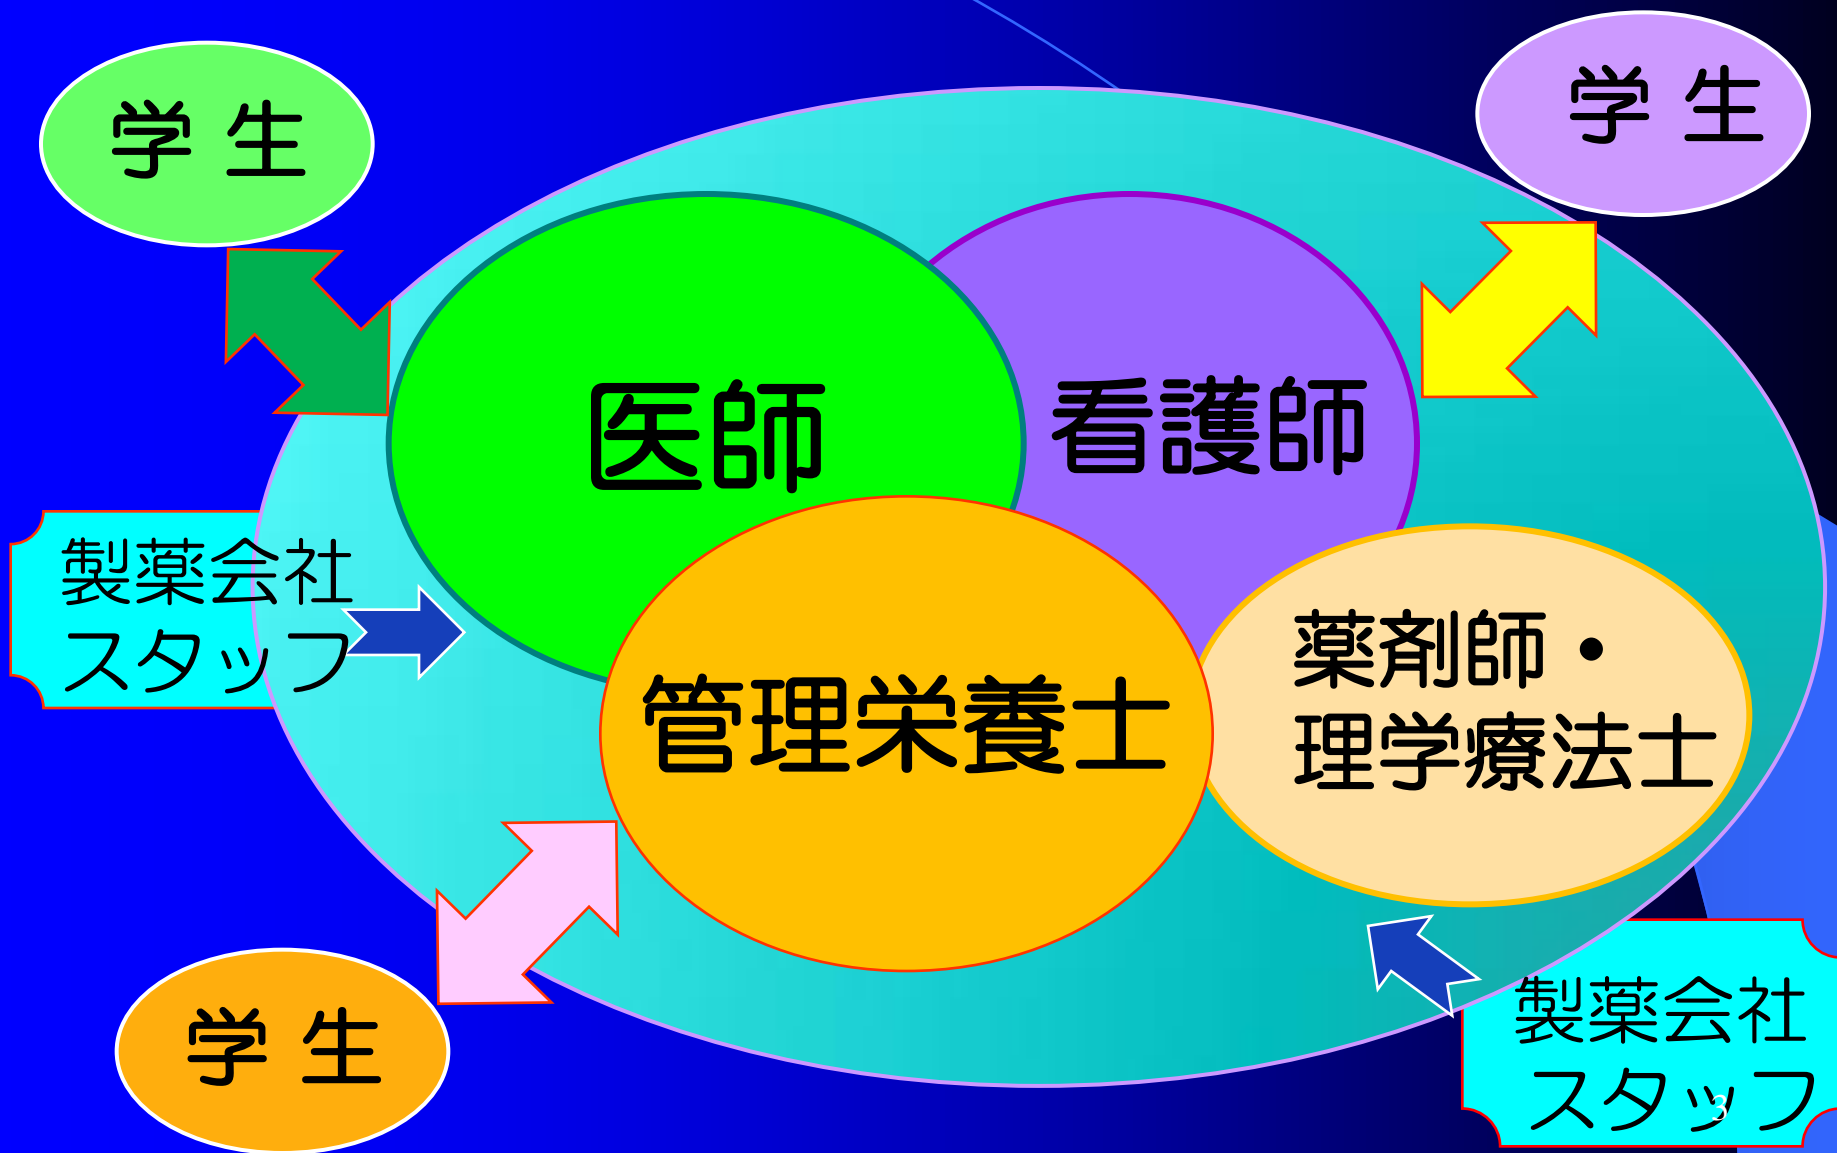 学 生
学 生
医師
看護師
製薬会社
スタッフ
管理栄養士
薬剤師・
理学療法士
学 生
製薬会社
スタッフ
3